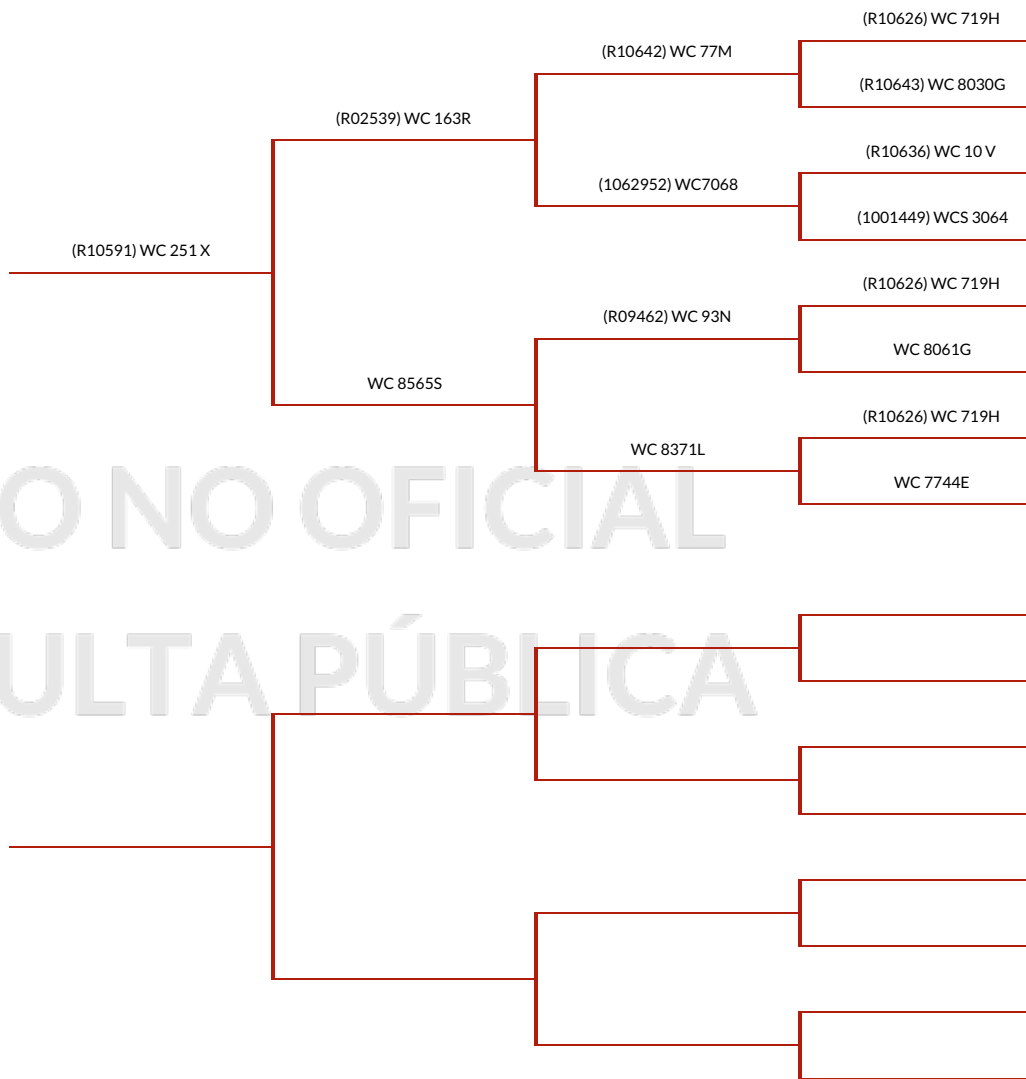 (R10626) WC 719H
(R10642) WC 77M
(R10643) WC 8030G
(R02539) WC 163R
(R10636) WC 10 V
(1062952) WC7068
(1001449) WCS 3064
(R10591) WC 251 X
(R10626) WC 719H
(R09462) WC 93N
WC 8061G
WC 8565S
(R10626) WC 719H
WC 8371L
WC 7744E
O NO OFICIAL
ULTA PÚBLICA